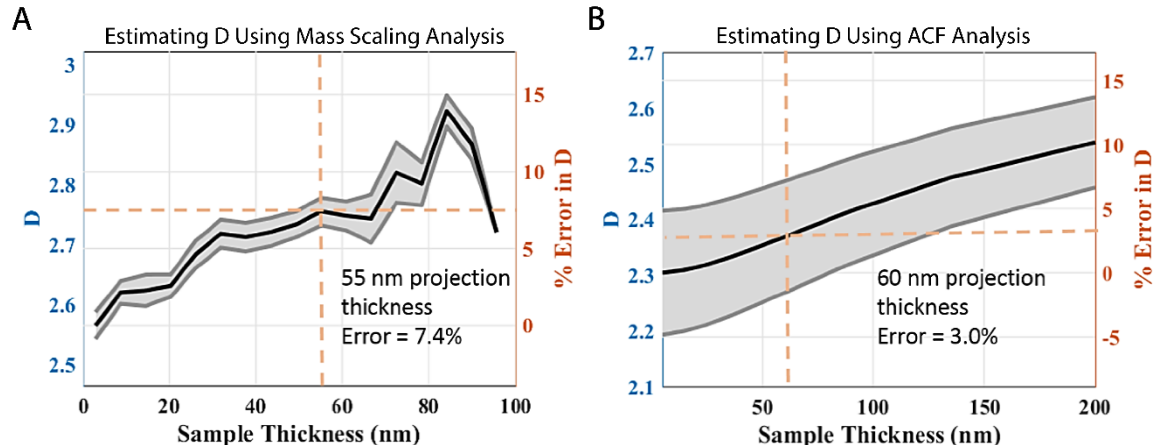 A
Estimating D Using Mass Scaling Analysis
3
2.9
2.8
2.7
2.6
2.5
D
15
10
5
0
% Error in D
55 nm projection
thickness
Error = 7.4%
0 20 40 60 80 100
Sample Thickness (nm)
B
Estimating D Using ACF Analysis
2.7
2.6
2.5
2.4
2.3
2.2
2.1
D
15
10
5
0
-5
% Error in D
60 nm projection
thickness
Error = 3.0%
50 100 150 200
Sample Thickness (nm)